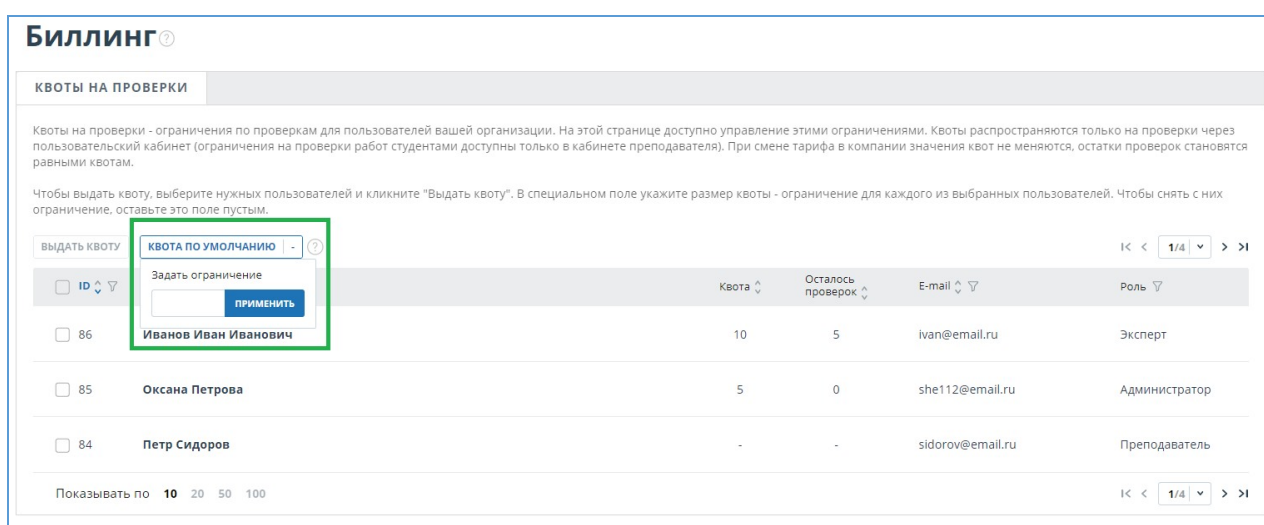 Биллинг ?
КВОТЫ НА ПРОВЕРКИ
Квоты на проверки - ограничения по проверкам для пользователей вашей организации. На этой странице доступно управление этими ограничениями. Квоты распространяются только на проверки через
пользовательский кабинет (ограничения на проверки работ студентами доступны только в кабинете преподавателя). При смене тарифа в компании значения квот не меняются, остатки проверок становятся
равными квотам.
Чтобы выдать квоту, выберите нужных пользователей и кликните "Выдать квоту". В специальном поле укажите размер квоты - ограничение для каждого из выбранных пользователей. Чтобы снять с них
ограничение, оставьте это поле пустым.
ВЫДАТЬ КВОТУ КВОТА ПО УМОЛЧАНИЮ - ? 1/4
Задать ограничение
ПРИМЕНИТЬ
ID Квота Осталось проверок E-mail Роль
86 Иванов Иван Иванович 10 5 ivan@email.ru Эксперт
85 Оксана Петрова 5 0 she112@email.ru Администратор
84 Петр Сидоров - - sidorov@email.ru Преподаватель
Показывать по 10 20 50 100 1/4